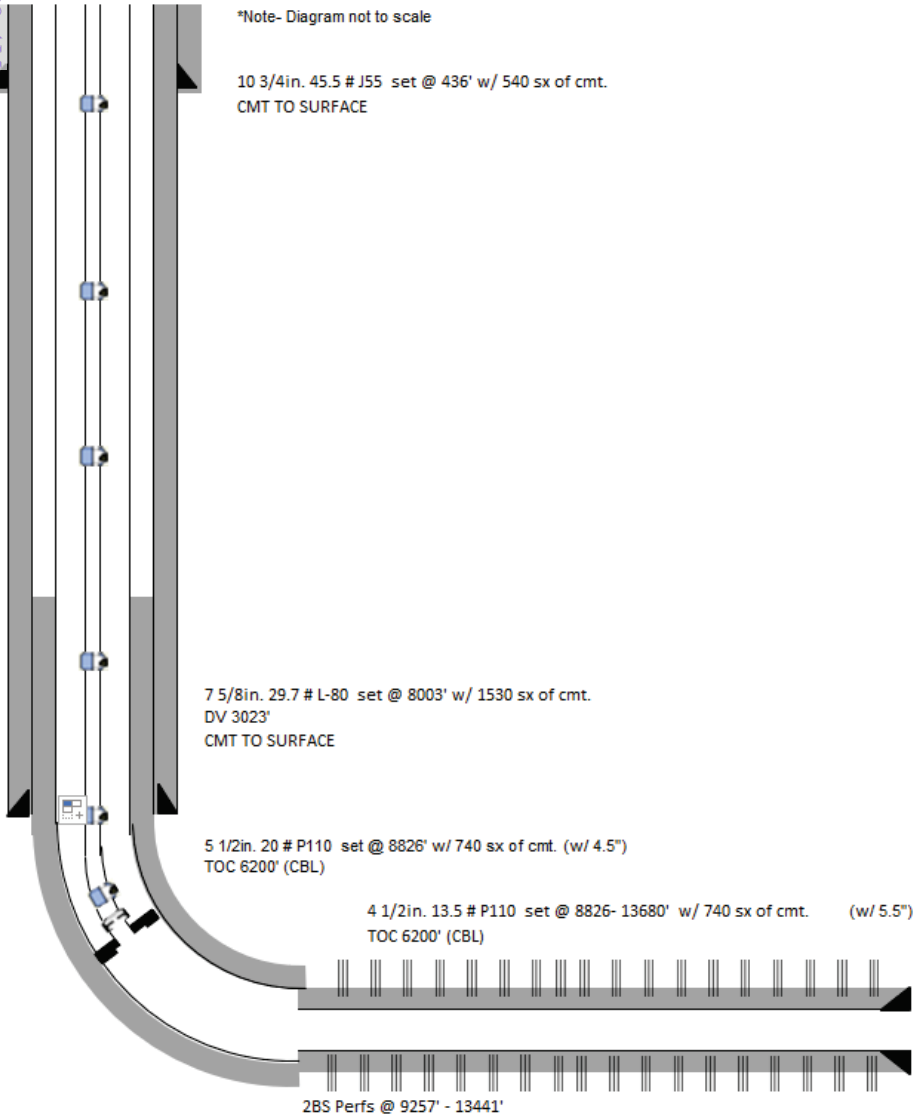 *Note- Diagram not to scale
10 3/4in. 45.5 # J55 set @ 436' w/ 540 sx of cmt.
CMT TO SURFACE
7 5/8in. 29.7 # L-80 set @ 8003' w/ 1530 sx of cmt.
DV 3023'
CMT TO SURFACE
5 1/2in. 20 # P110 set @ 8826' w/ 740 sx of cmt. (w/ 4.5")
TOC 6200' (CBL)
4 1/2in. 13.5 # P110 set @ 8826- 13680' w/ 740 sx of cmt. (w/ 5.5")
TOC 6200' (CBL)
2BS Perfs @ 9257' - 13441'